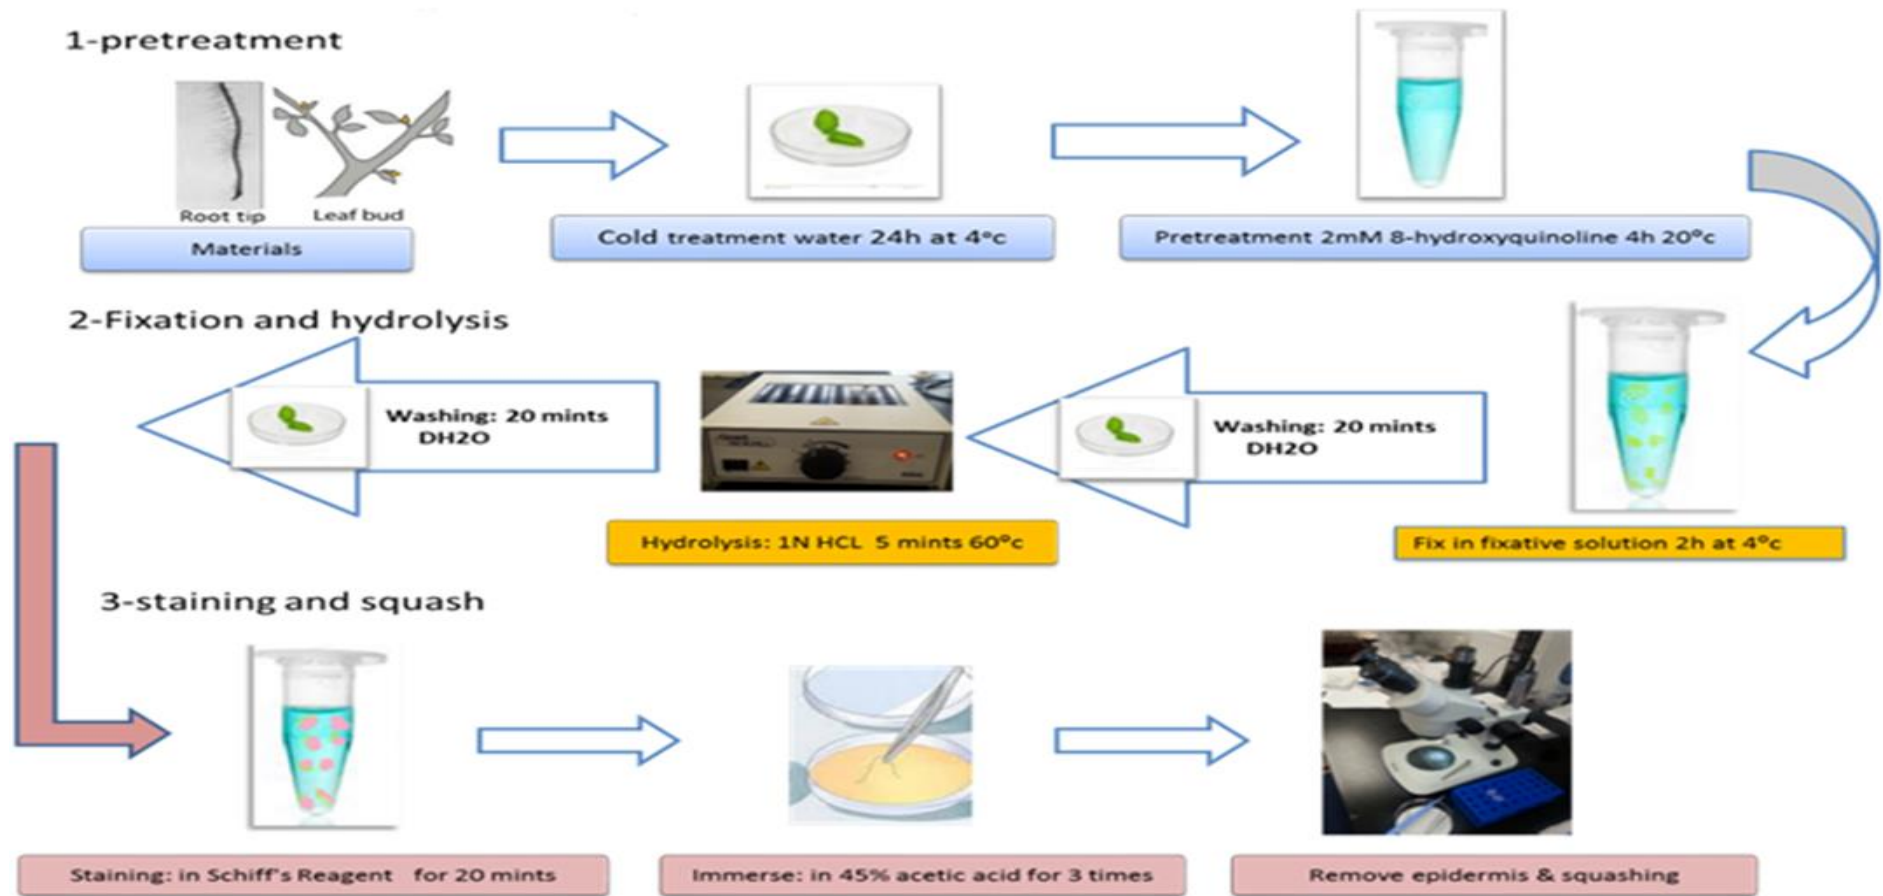 1-pretreatment
Root tip
Leaf bud
Materials
Cold treatment water 24h at 4°c
Pretreatment 2mM 8-hydroxyquinoline 4h 20°c
2-Fixation and hydrolysis
Washing: 20 mints
DH2O
Washing: 20 mints
DH2O
Hydrolysis: 1N HCL 5 mints 60°c
Fix in fixative solution 2h at 4°c
3-staining and squash
Staining: in Schiff's Reagent for 20 mints
Immerse: in 45% acetic acid for 3 times
Remove epidermis & squashing